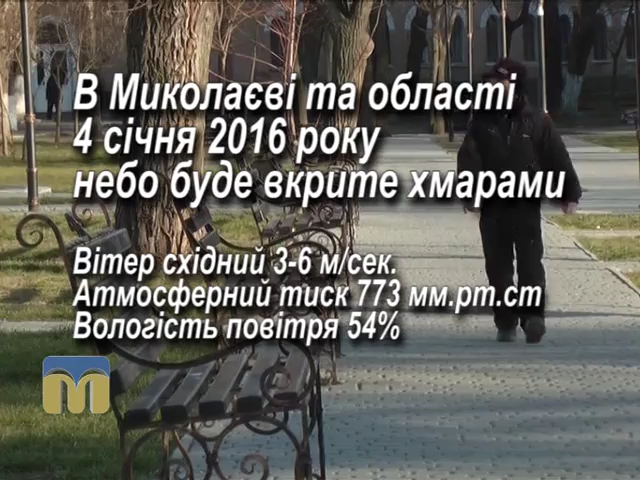 В Миколаєві та області
4 січня 2016 року
небо буде вкрите хмарами
Вітер східний 3-6 м/сек.
Атмосферний тиск 773 мм.рт.ст
Вологість повітря 54%
М